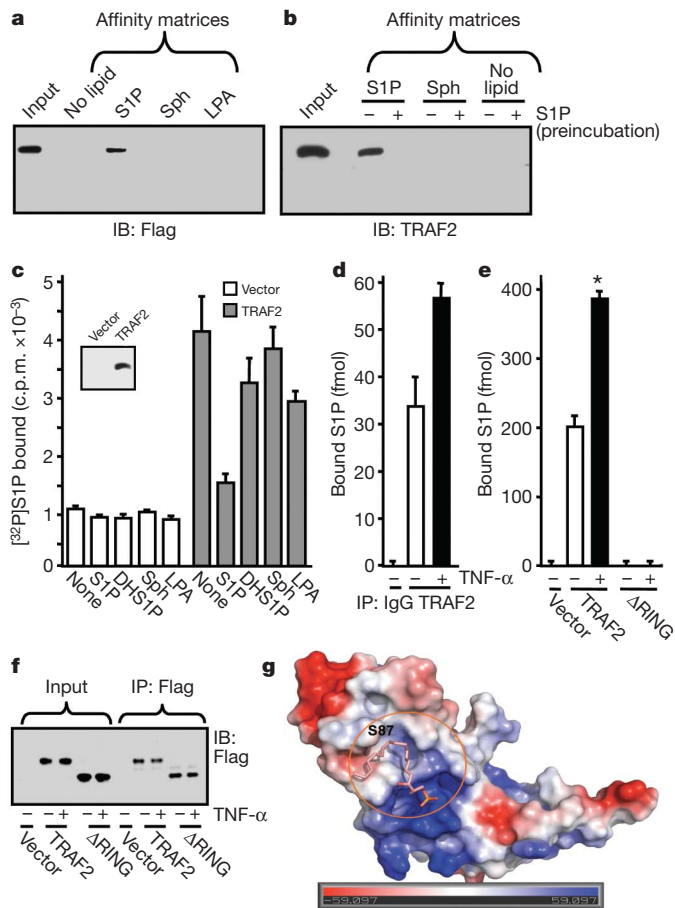 a
Affinity matrices
Input
No lipid
S1P
Sph
LPA
IB: Flag
b
Affinity matrices
Input
S1P
Sph
No
lipid
− + − + − +
S1P
(preincubation)
IB: TRAF2
c
[³²P]S1P bound (c.p.m. ×10⁻³)
5
4
3
2
1
0
Vector
TRAF2
Vector
TRAF2
None
S1P
DHS1P
Sph
LPA
None
S1P
DHS1P
Sph
LPA
d
Bound S1P (fmol)
60
50
40
30
20
10
0
− − +
TNF-α
IP: IgG TRAF2
e
Bound S1P (fmol)
400
300
200
100
0
*
− − + − +
Vector
TRAF2
ΔRING
f
Input
IP: Flag
IB:
Flag
− − + − + − − + − +
TNF-α
Vector
TRAF2
ΔRING
Vector
TRAF2
ΔRING
g
S87
-59.097
59.097